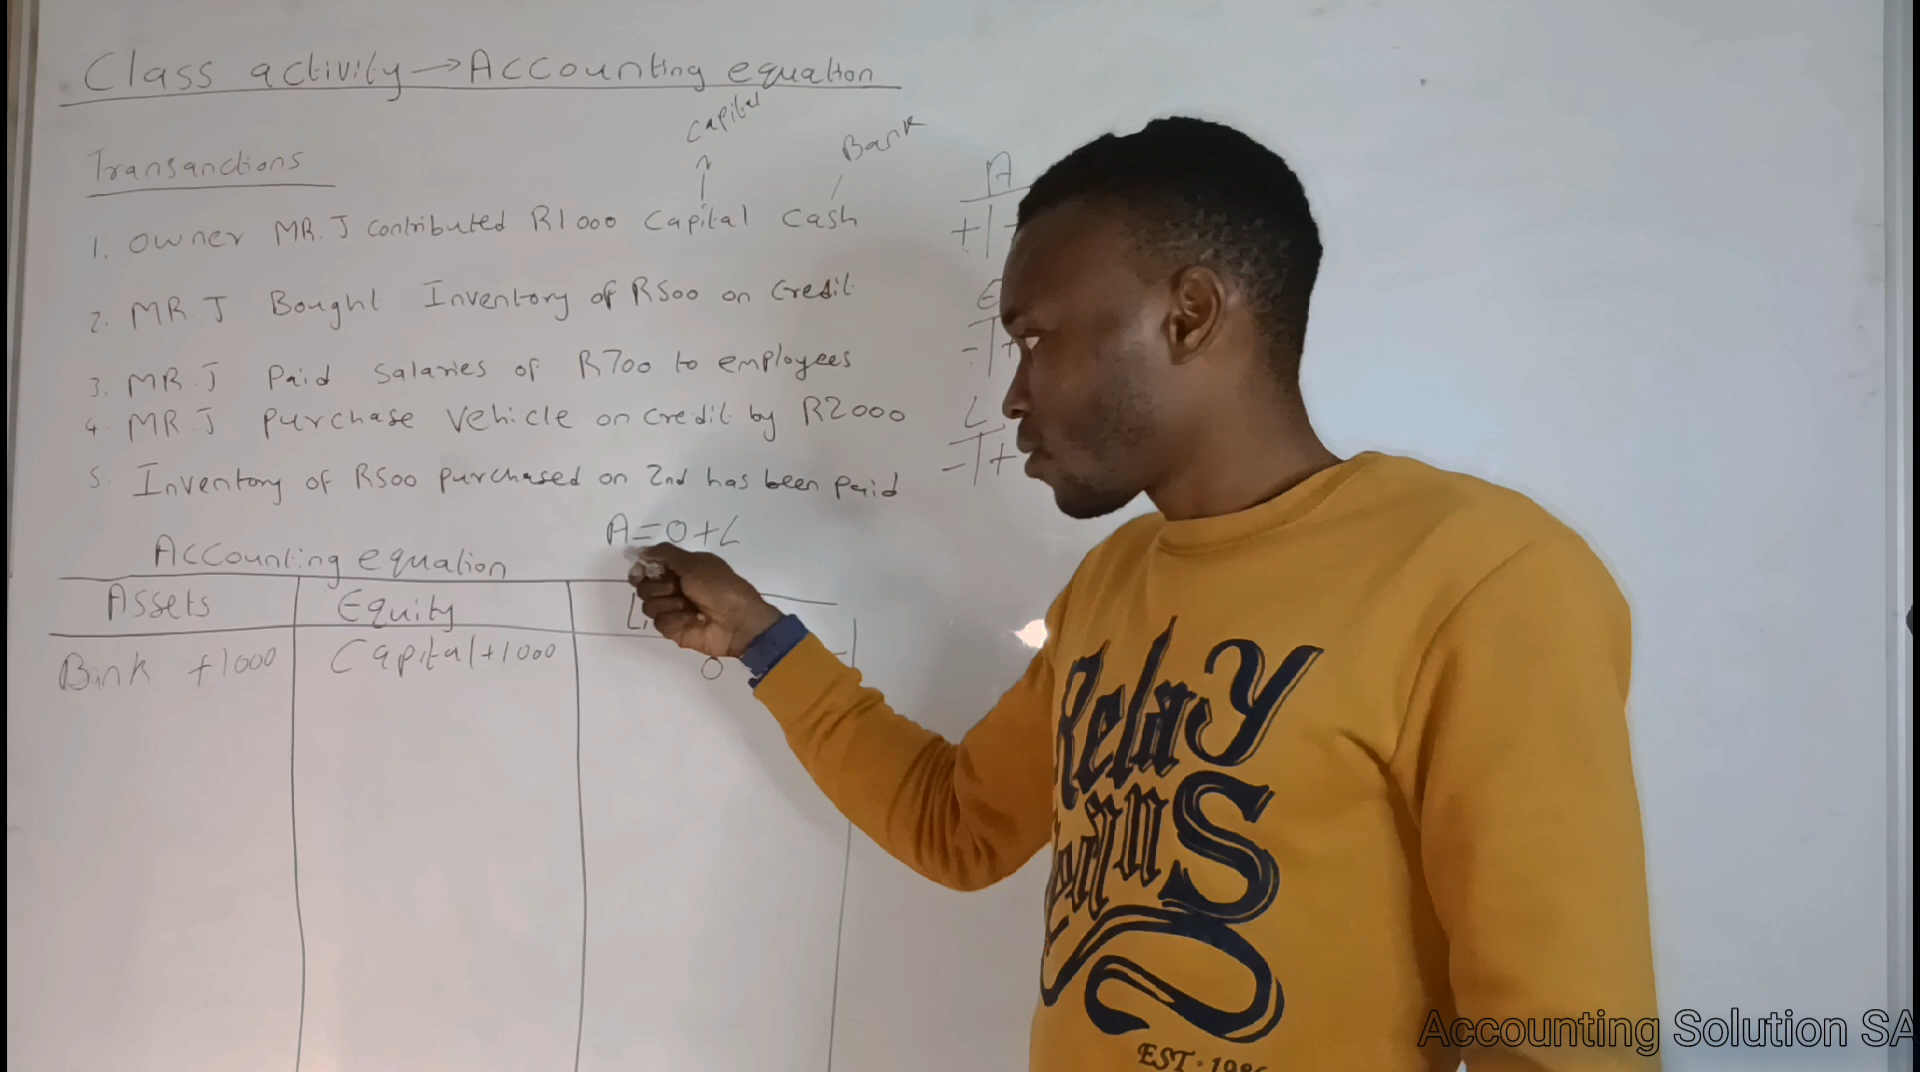 Class activity → Accounting equation
Capital
Bank
Transanctions
1. Owner MR. J contributed R1000 Capital Cash
2. MR J Bought Inventory of R500 on Credit
3. MR J Paid Salaries of R700 to employees
4 MR J purchase Vehicle on credit by R2000
5. Inventory of R500 purchased on 2nd has been paid
A
+
E
- +
L
- +
A = O + L
Accounting equation
Assets Equity
Bank +1000 Capital +1000 0
Relay
S
EST. 
Accounting Solution SA